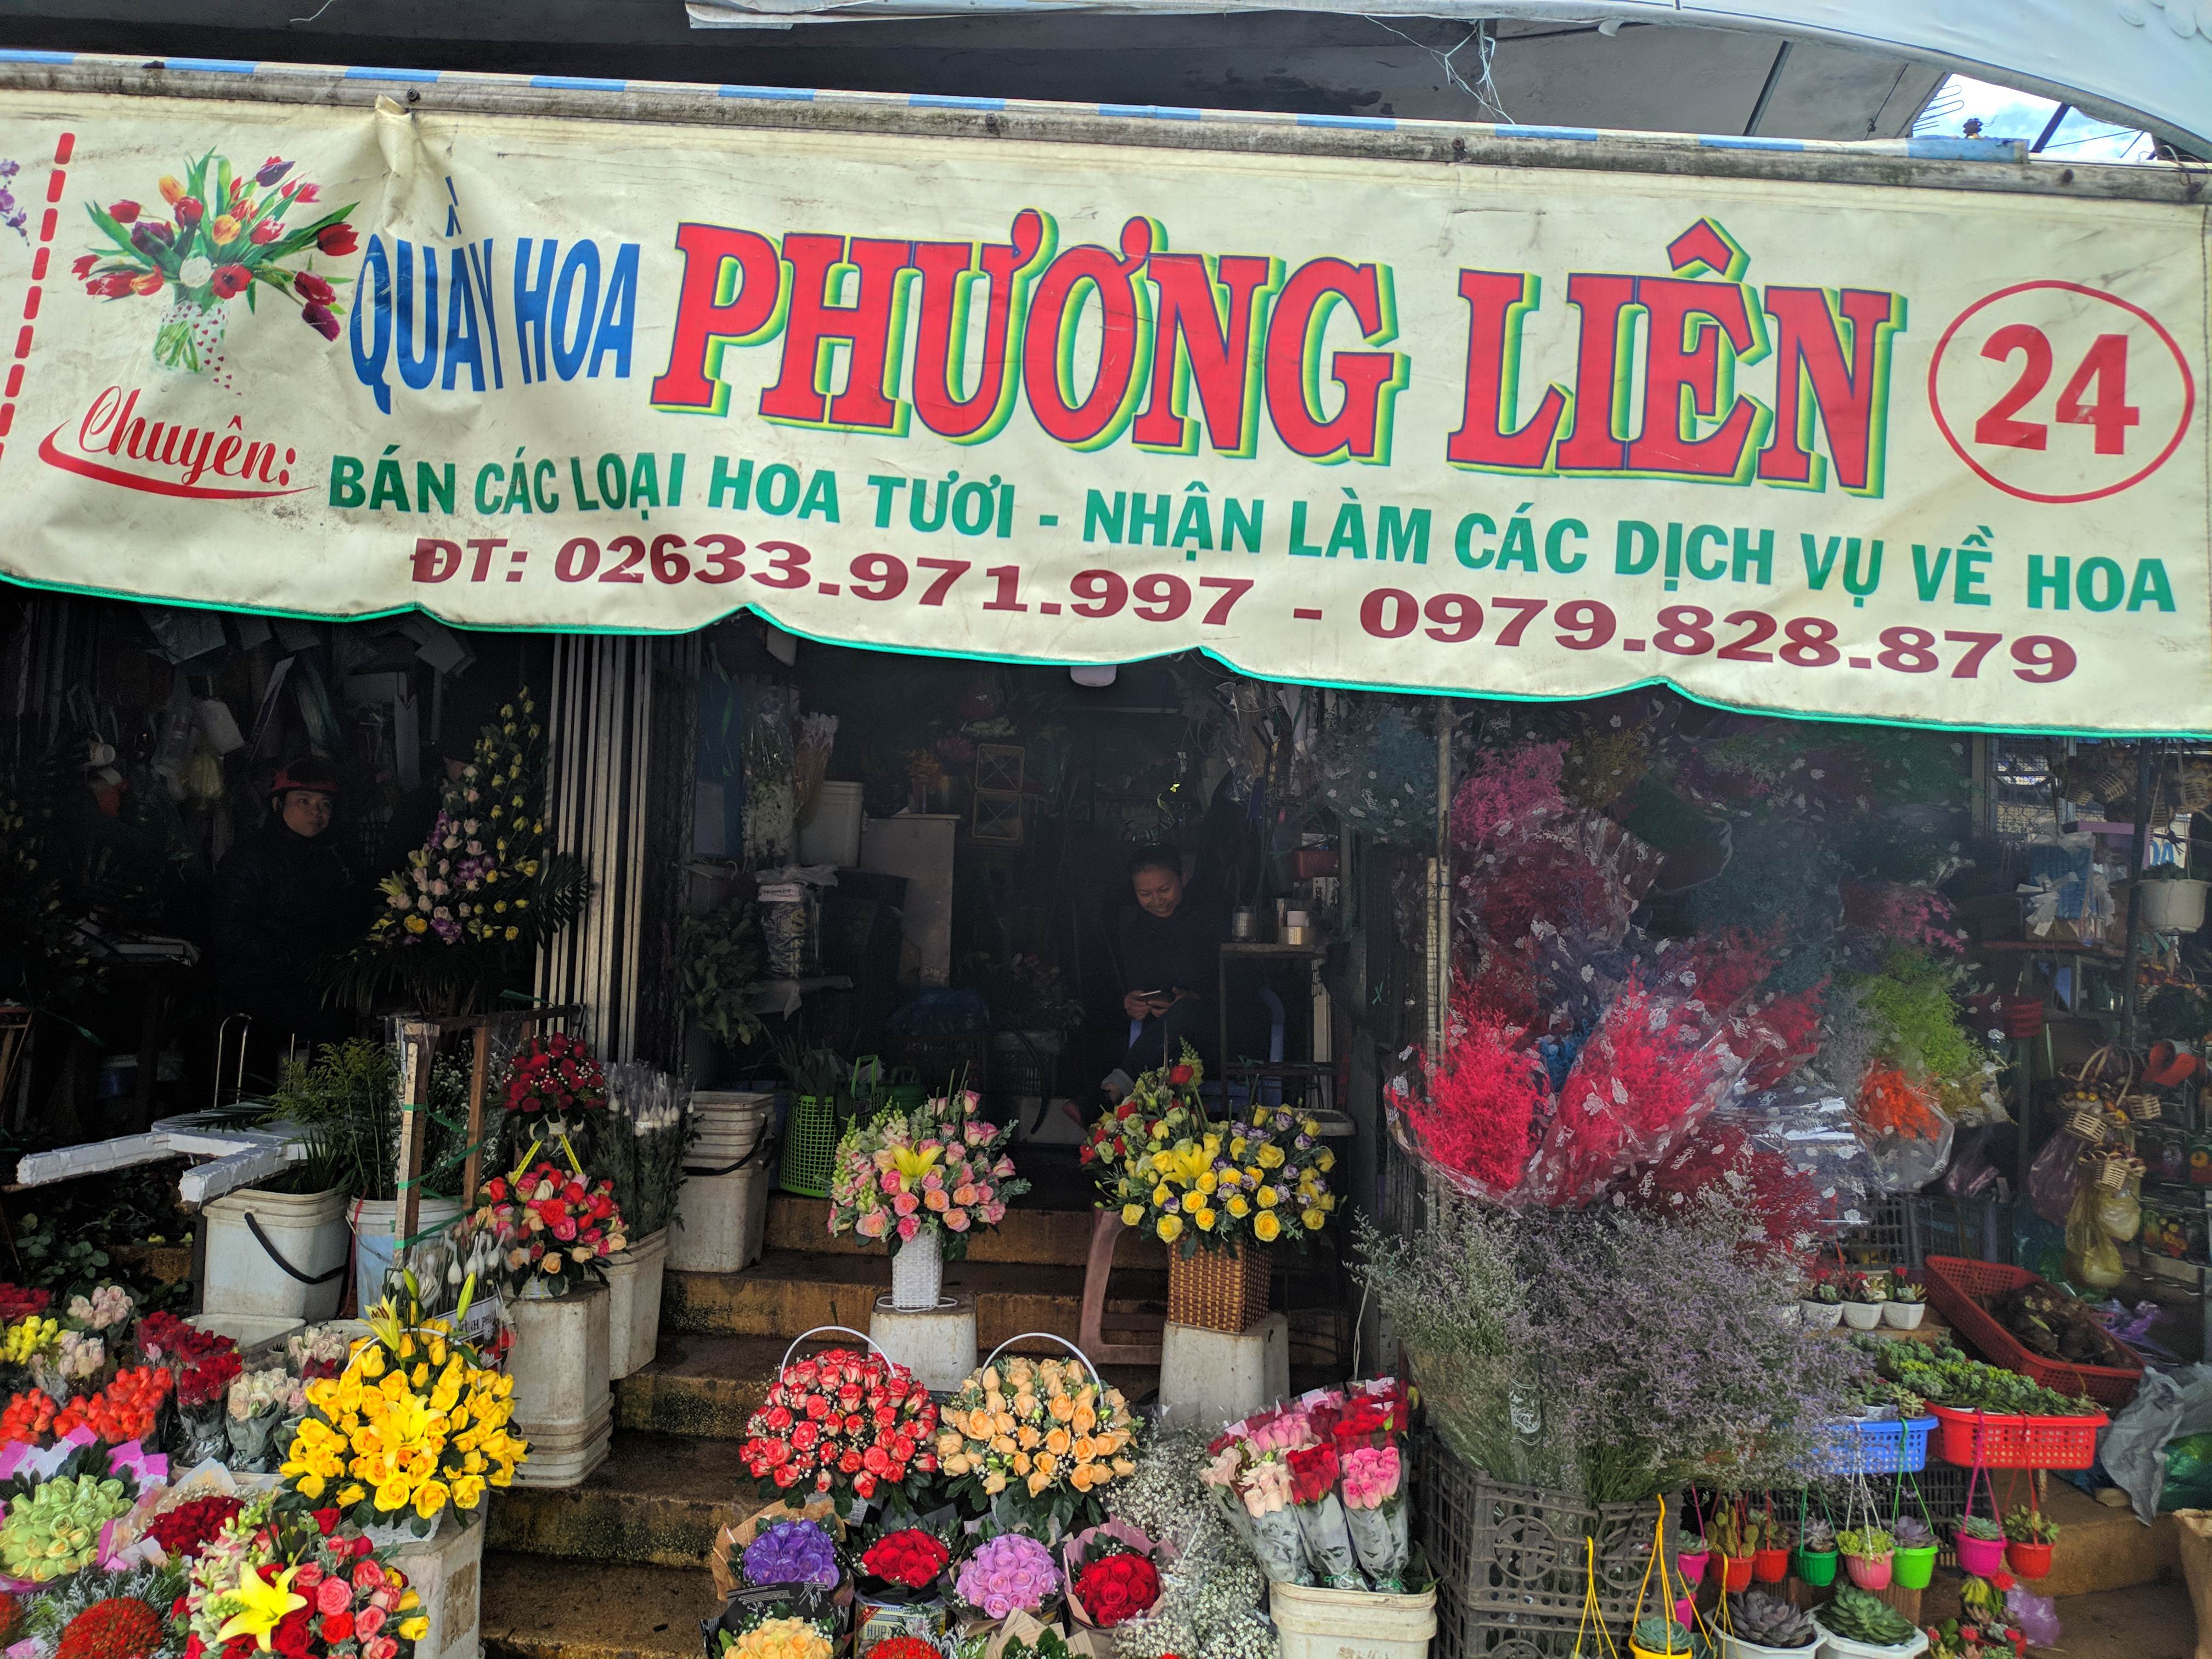 QUẦY HOA PHƯƠNG LIÊN 24
Chuyên: BÁN CÁC LOẠI HOA TƯƠI - NHẬN LÀM CÁC DỊCH VỤ VỀ HOA
ĐT: 02633.971.997 - 0979.828.879